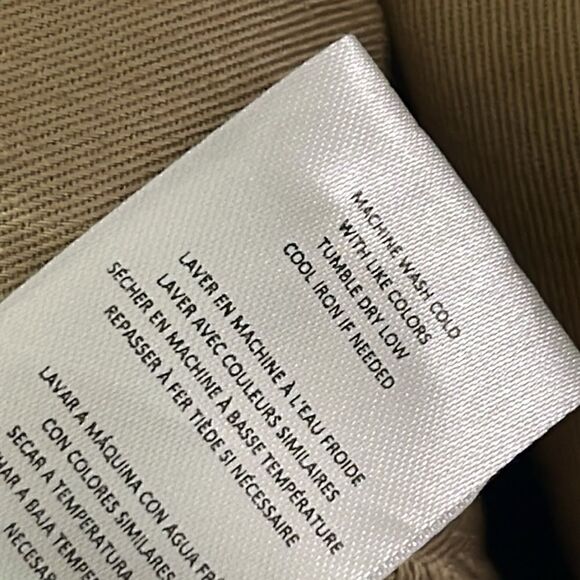 MACHINE WASH COLD
WITH LIKE COLORS
TUMBLE DRY LOW
COOL IRON IF NEEDED
LAVER EN MACHINE À L'EAU FROIDE
LAVER AVEC COULEURS SIMILAIRES
SÉCHER EN MACHINE À BASSE TEMPÉRATURE
REPASSER À FER TIÈDE SI NÉCESSAIRE
LAVAR A MÁQUINA CON AGUA
CON COLORES SIMILARES
SECAR A TEMPERATURA
A BAJA